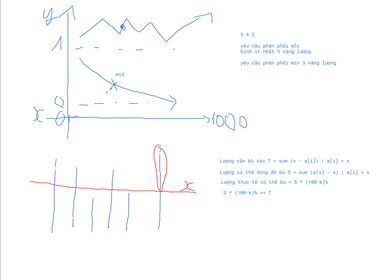 y
3 4 2
1
yêu cầu phân phối mỗi
bình ít nhất 5 năng lượng
yêu cầu phân phối min 3 năng lượng
mid
0
x 0 1000
Lượng cần bù vào T + sum (x - a[i]) | a[i] < x
x
Lượng có thể dùng để bù S + sum (a[i] - x) | a[i] > x
Lượng thực tế có thể bù = S * (100-k)%
S * (100-k)% == T